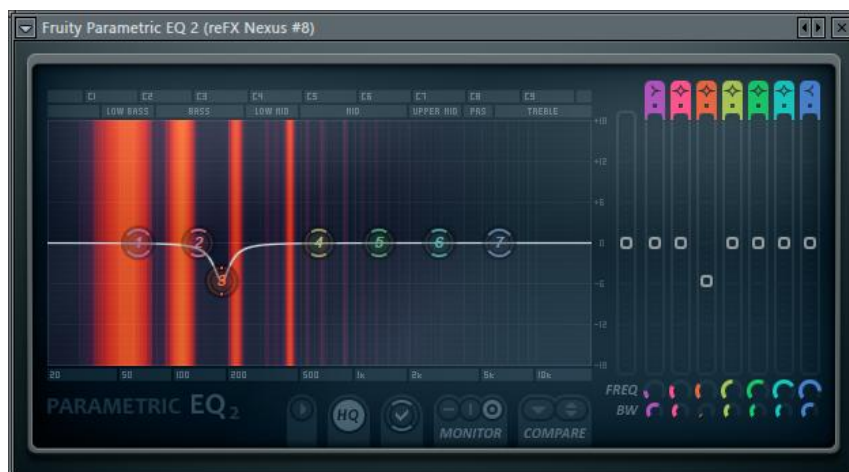 Fruity Parametric EQ 2 (reFX Nexus #8)
C1 C2 C3 C4 C5 C6 C7 C8 C9
LOW BASS BASS LOW MID MID UPPER MID PRS TREBLE
+18
+12
+6
0
-6
-12
-18
1 2 3 4 5 6 7
20 50 100 200 500 1k 2k 5k 10k
FREQ
BW
PARAMETRIC EQ 2
HQ
MONITOR COMPARE